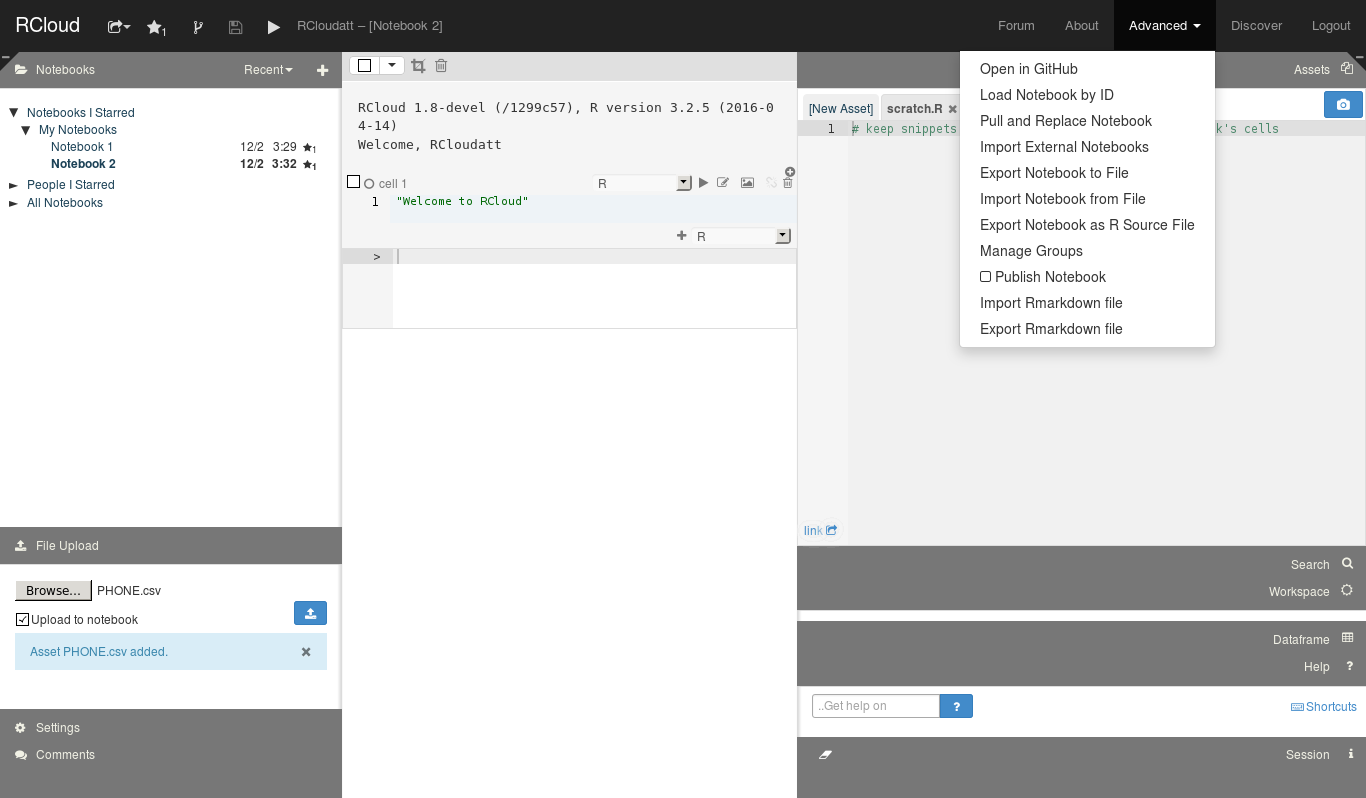 RCloud
1
RCloudatt – [Notebook 2]
Forum
About
Advanced
Discover
Logout
Notebooks
Recent
Notebooks I Starred
My Notebooks
Notebook 1 12/2 3:29 1
Notebook 2 12/2 3:32 1
People I Starred
All Notebooks
File Upload
Browse... PHONE.csv
Upload to notebook
Asset PHONE.csv added.
Settings
Comments
RCloud 1.8-devel (/1299c57), R version 3.2.5 (2016-0
4-14)
Welcome, RCloudatt
cell 1 R
1 "Welcome to RCloud"
R
>
Open in GitHub
Load Notebook by ID
Pull and Replace Notebook
Import External Notebooks
Export Notebook to File
Import Notebook from File
Export Notebook as R Source File
Manage Groups
Publish Notebook
Import Rmarkdown file
Export Rmarkdown file
Assets
[New Asset] scratch.R
1 # keep snippets k's cells
link
Search
Workspace
Dataframe
Help ?
..Get help on ?
Shortcuts
Session i